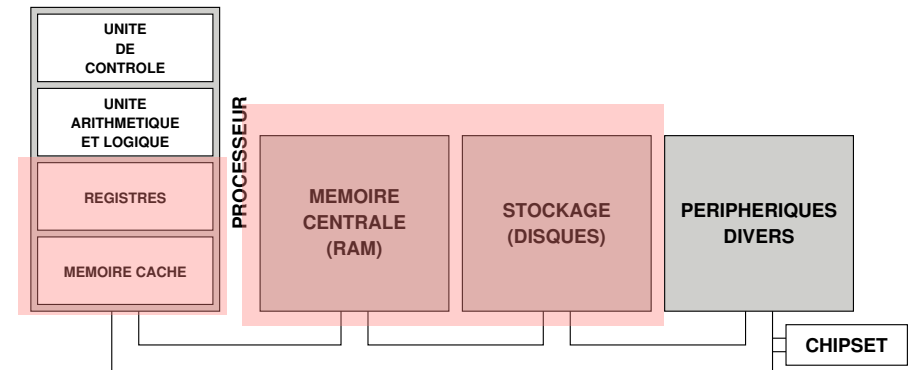 UNITE
DE
CONTROLE
UNITE
ARITHMETIQUE
ET LOGIQUE
REGISTRES
MEMOIRE CACHE
PROCESSEUR
MEMOIRE
CENTRALE
(RAM)
STOCKAGE
(DISQUES)
PERIPHERIQUES
DIVERS
CHIPSET